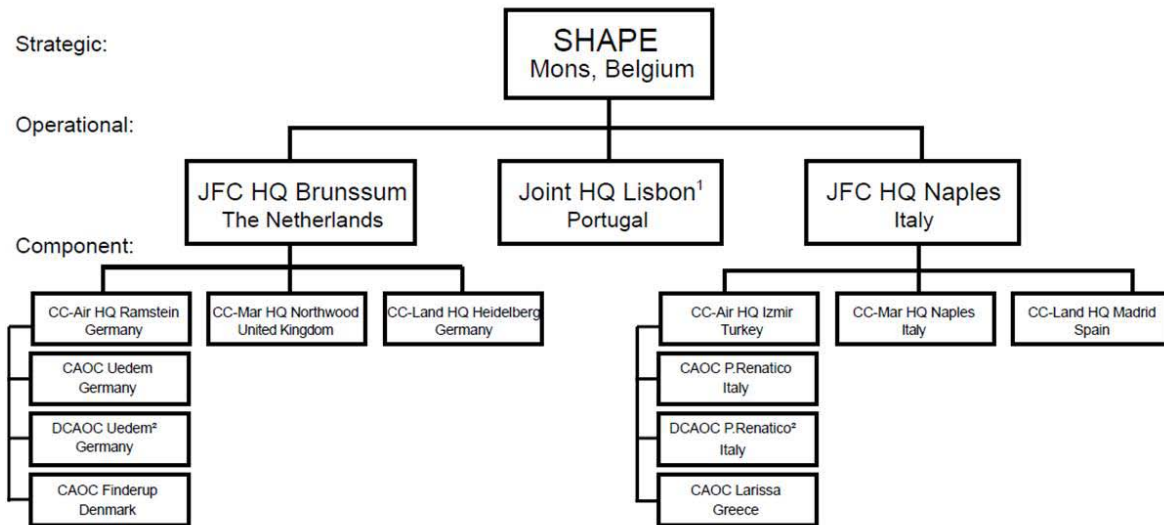 Strategic:
SHAPE
Mons, Belgium
Operational:
JFC HQ Brunssum
The Netherlands
Joint HQ Lisbon¹
Portugal
JFC HQ Naples
Italy
Component:
CC-Air HQ Ramstein
Germany
CC-Mar HQ Northwood
United Kingdom
CC-Land HQ Heidelberg
Germany
CC-Air HQ Izmir
Turkey
CC-Mar HQ Naples
Italy
CC-Land HQ Madrid
Spain
CAOC Uedem
Germany
DCAOC Uedem²
Germany
CAOC Finderup
Denmark
CAOC P.Renatico
Italy
DCAOC P.Renatico²
Italy
CAOC Larissa
Greece